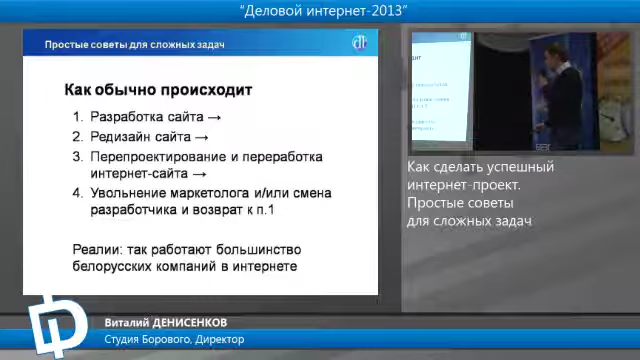 “Деловой интернет-2013”
Простые советы для сложных задач
Как обычно происходит
1. Разработка сайта →
2. Редизайн сайта →
3. Перепроектирование и переработка
интернет-сайта →
4. Увольнение маркетолога и/или смена
разработчика и возврат к п.1
Реалии: так работают большинство
белорусских компаний в интернете
Как сделать успешный
интернет-проект.
Простые советы
для сложных задач
Виталий ДЕНИСЕНКОВ
Студия Борового, Директор